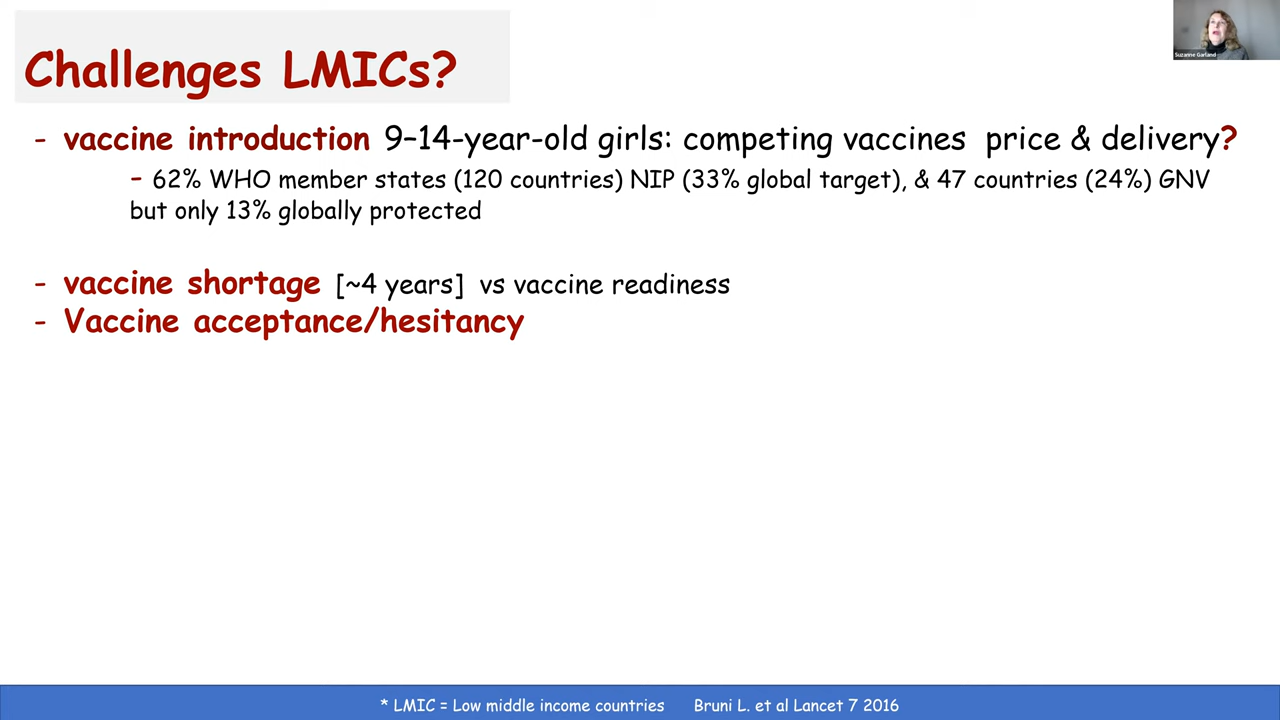 Challenges LMICs?
Suzanne Garland
- vaccine introduction 9–14-year-old girls: competing vaccines price & delivery?
- 62% WHO member states (120 countries) NIP (33% global target), & 47 countries (24%) GNV
but only 13% globally protected
- vaccine shortage [~4 years] vs vaccine readiness
- Vaccine acceptance/hesitancy
* LMIC = Low middle income countries Bruni L. et al Lancet 7 2016